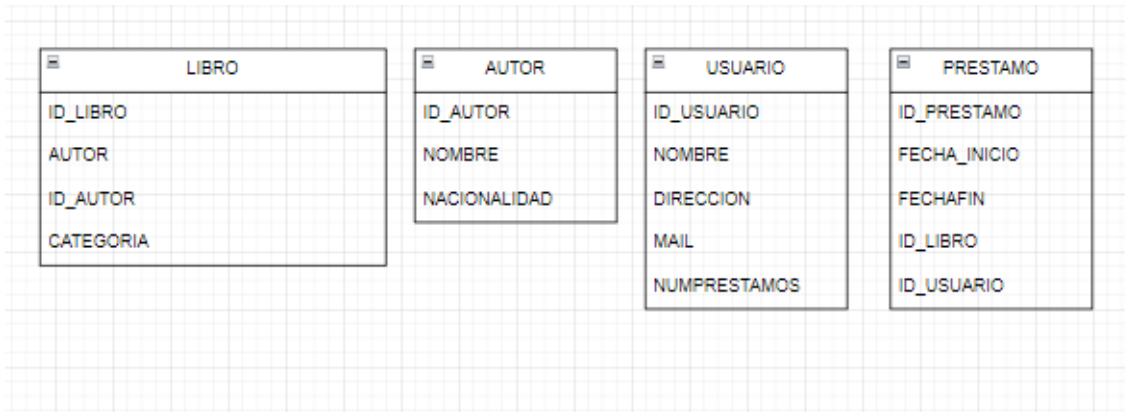 LIBRO
ID_LIBRO
AUTOR
ID_AUTOR
CATEGORIA
AUTOR
ID_AUTOR
NOMBRE
NACIONALIDAD
USUARIO
ID_USUARIO
NOMBRE
DIRECCION
MAIL
NUMPRESTAMOS
PRESTAMO
ID_PRESTAMO
FECHA_INICIO
FECHAFIN
ID_LIBRO
ID_USUARIO